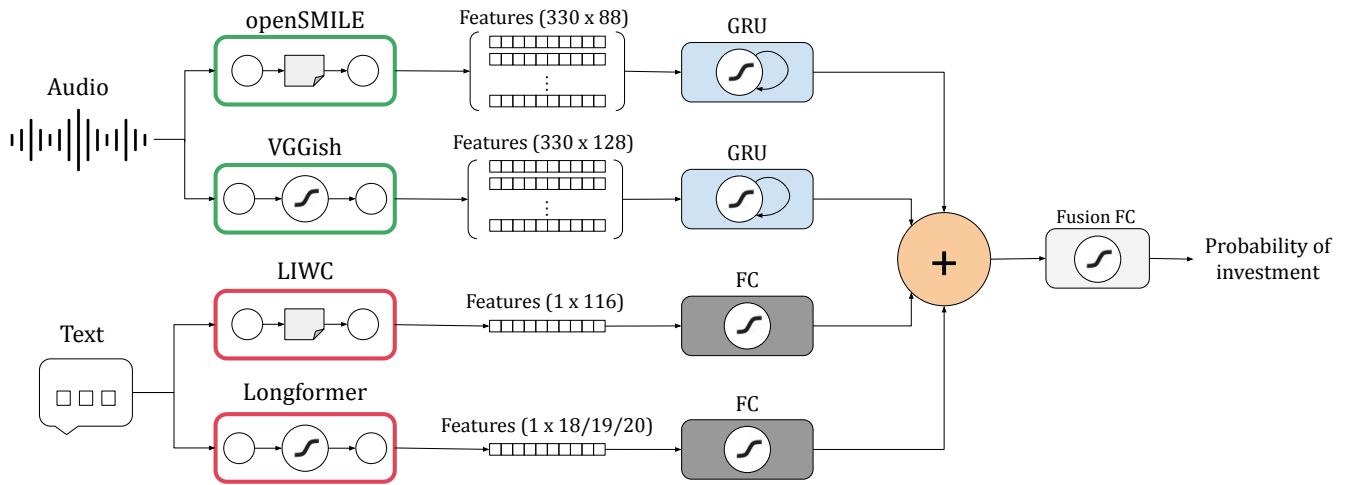 openSMILE
Features (330 x 88)
GRU
Audio
VGGish
Features (330 x 128)
GRU
Fusion FC
+
Probability of
investment
LIWC
Features (1 x 116)
FC
Text
Longformer
Features (1 x 18/19/20)
FC